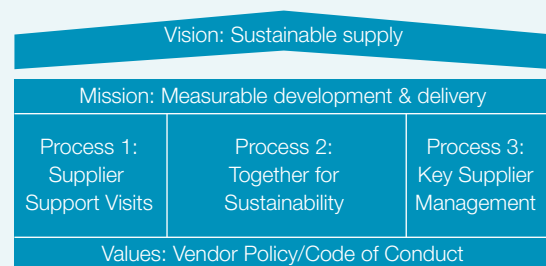 Vision: Sustainable supply
Mission: Measurable development & delivery
Process 1:
Supplier
Support Visits
Process 2:
Together for
Sustainability
Process 3:
Key Supplier
Management
Values: Vendor Policy/Code of Conduct